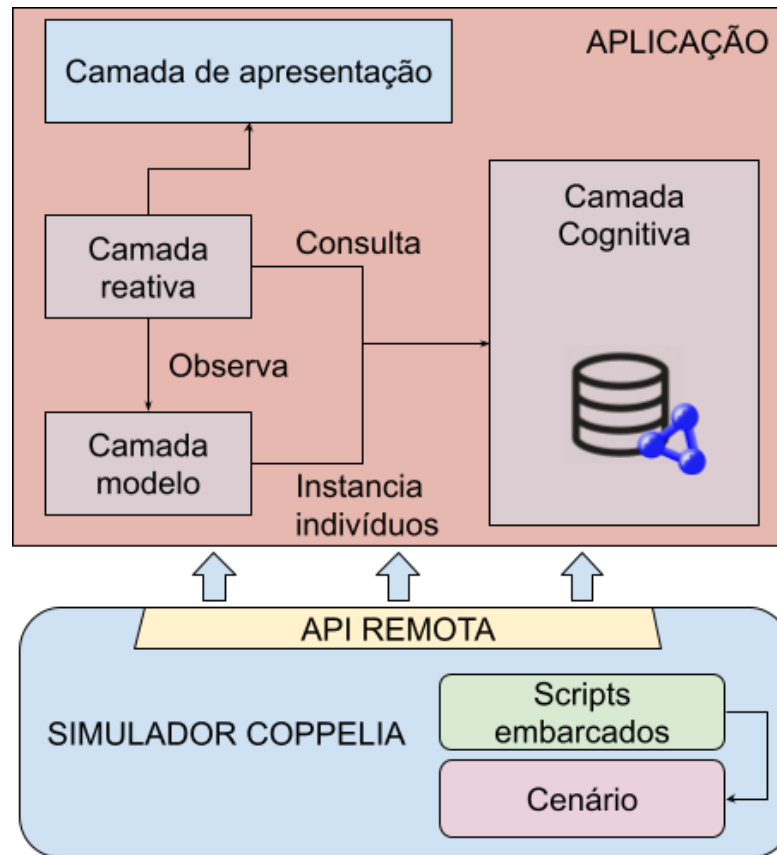 APLICAÇÃO
Camada de apresentação
Camada
Cognitiva
Camada
reativa
Consulta
Observa
Camada
modelo
Instancia
indivíduos
API REMOTA
SIMULADOR COPPELIA
Scripts
embarcados
Cenário